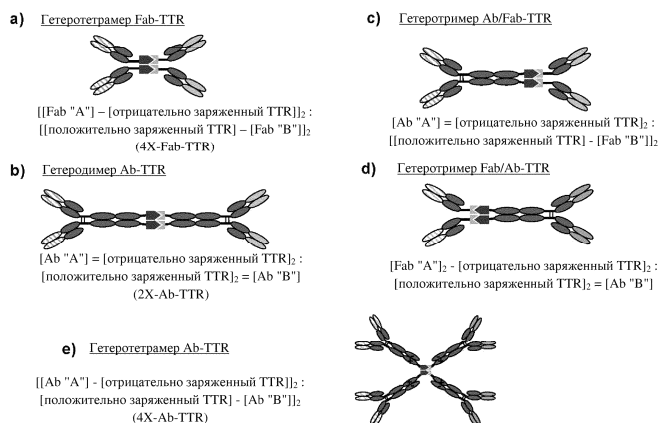 a) Гетеротетрамер Fab-TTR
[[Fab "A"] – [отрицательно заряженный TTR]]2 :
[[положительно заряженный TTR] – [Fab "B"]]2
(4X-Fab-TTR)
b) Гетеродимер Ab-TTR
[Ab "A"] = [отрицательно заряженный TTR]2 :
[положительно заряженный TTR]2 = [Ab "B"]
(2X-Ab-TTR)
c) Гетеротример Ab/Fab-TTR
[Ab "A"] = [отрицательно заряженный TTR]2 :
[[положительно заряженный TTR] - [Fab "B"]]2
d) Гетеротример Fab/Ab-TTR
[Fab "A"]2 - [отрицательно заряженный TTR]2 :
[положительно заряженный TTR]2 = [Ab "B"]
e) Гетеротетрамер Ab-TTR
[[Ab "A"] - [отрицательно заряженный TTR]]2 :
[положительно заряженный TTR] - [Ab "B"]]2
(4X-Ab-TTR)